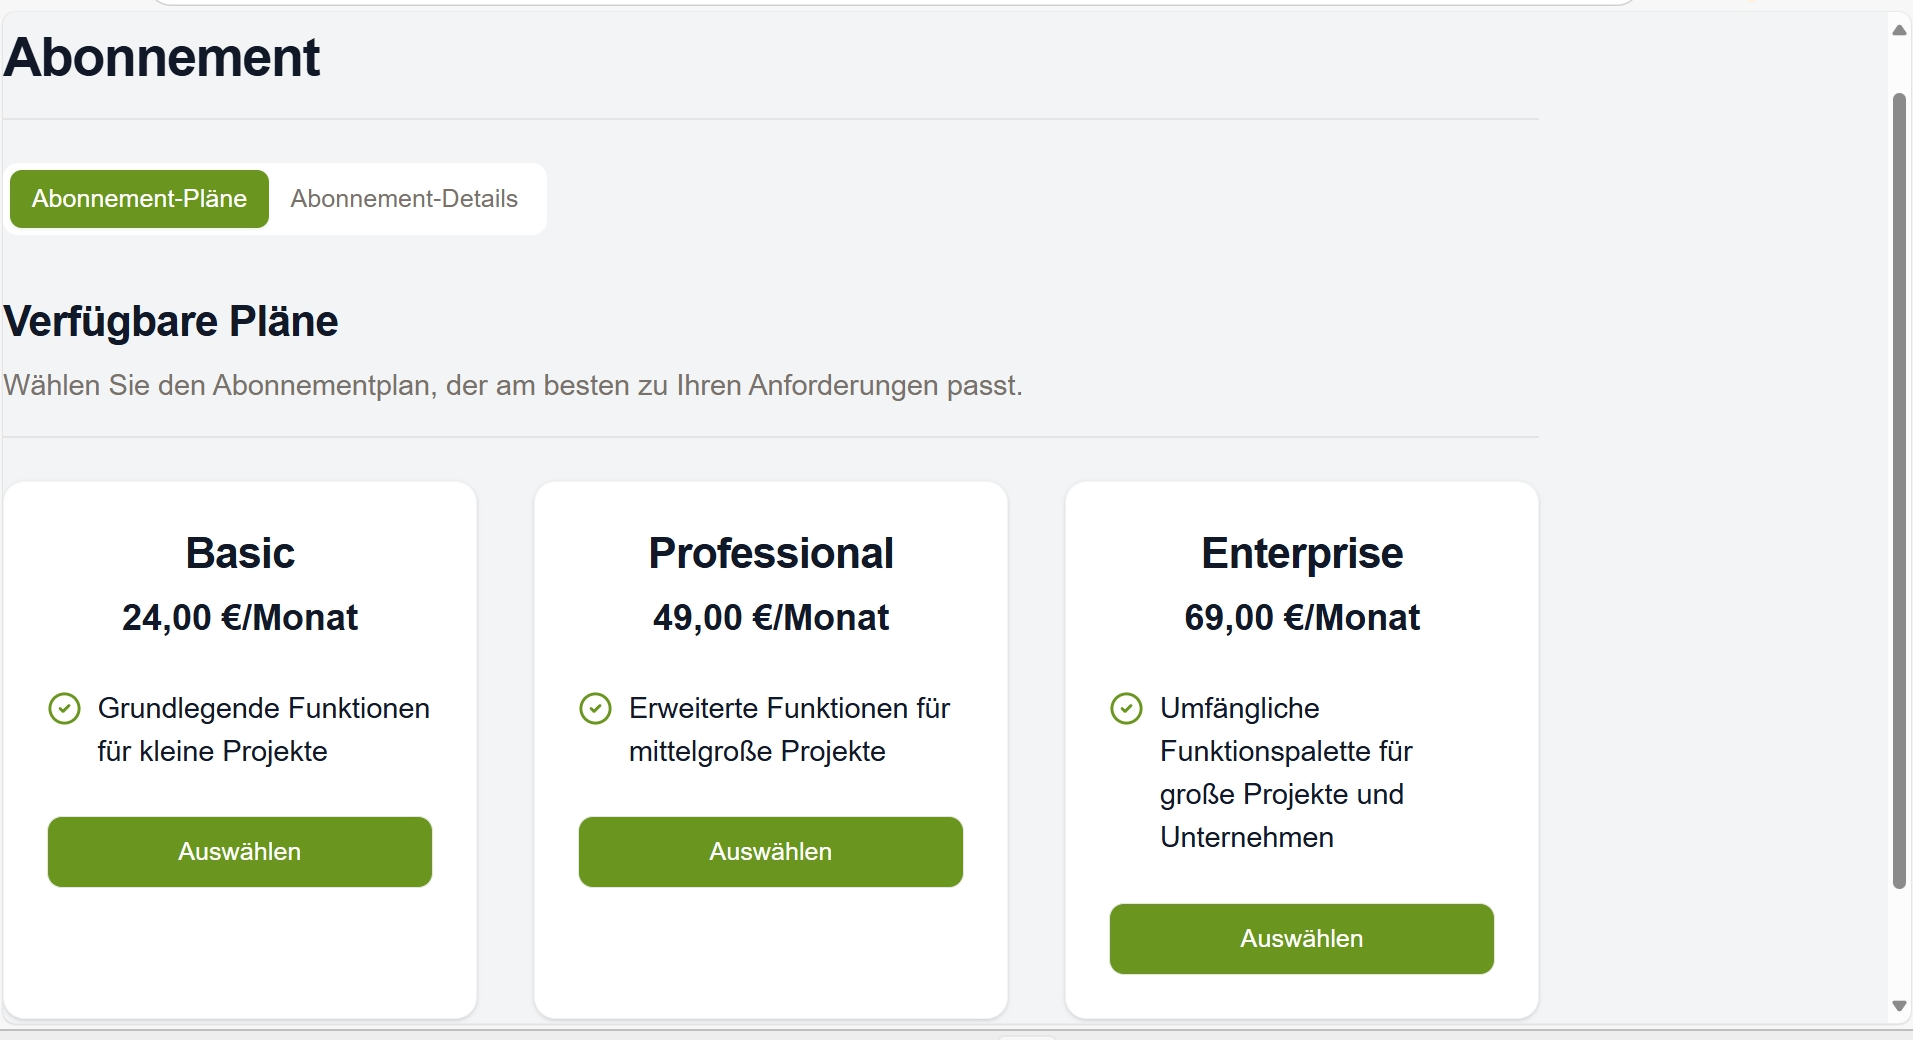 Abonnement
Abonnement-Pläne
Abonnement-Details
Verfügbare Pläne
Wählen Sie den Abonnementplan, der am besten zu Ihren Anforderungen passt.
Basic
24,00 €/Monat
Grundlegende Funktionen
für kleine Projekte
Auswählen
Professional
49,00 €/Monat
Erweiterte Funktionen für
mittelgroße Projekte
Auswählen
Enterprise
69,00 €/Monat
Umfängliche
Funktionspalette für
große Projekte und
Unternehmen
Auswählen